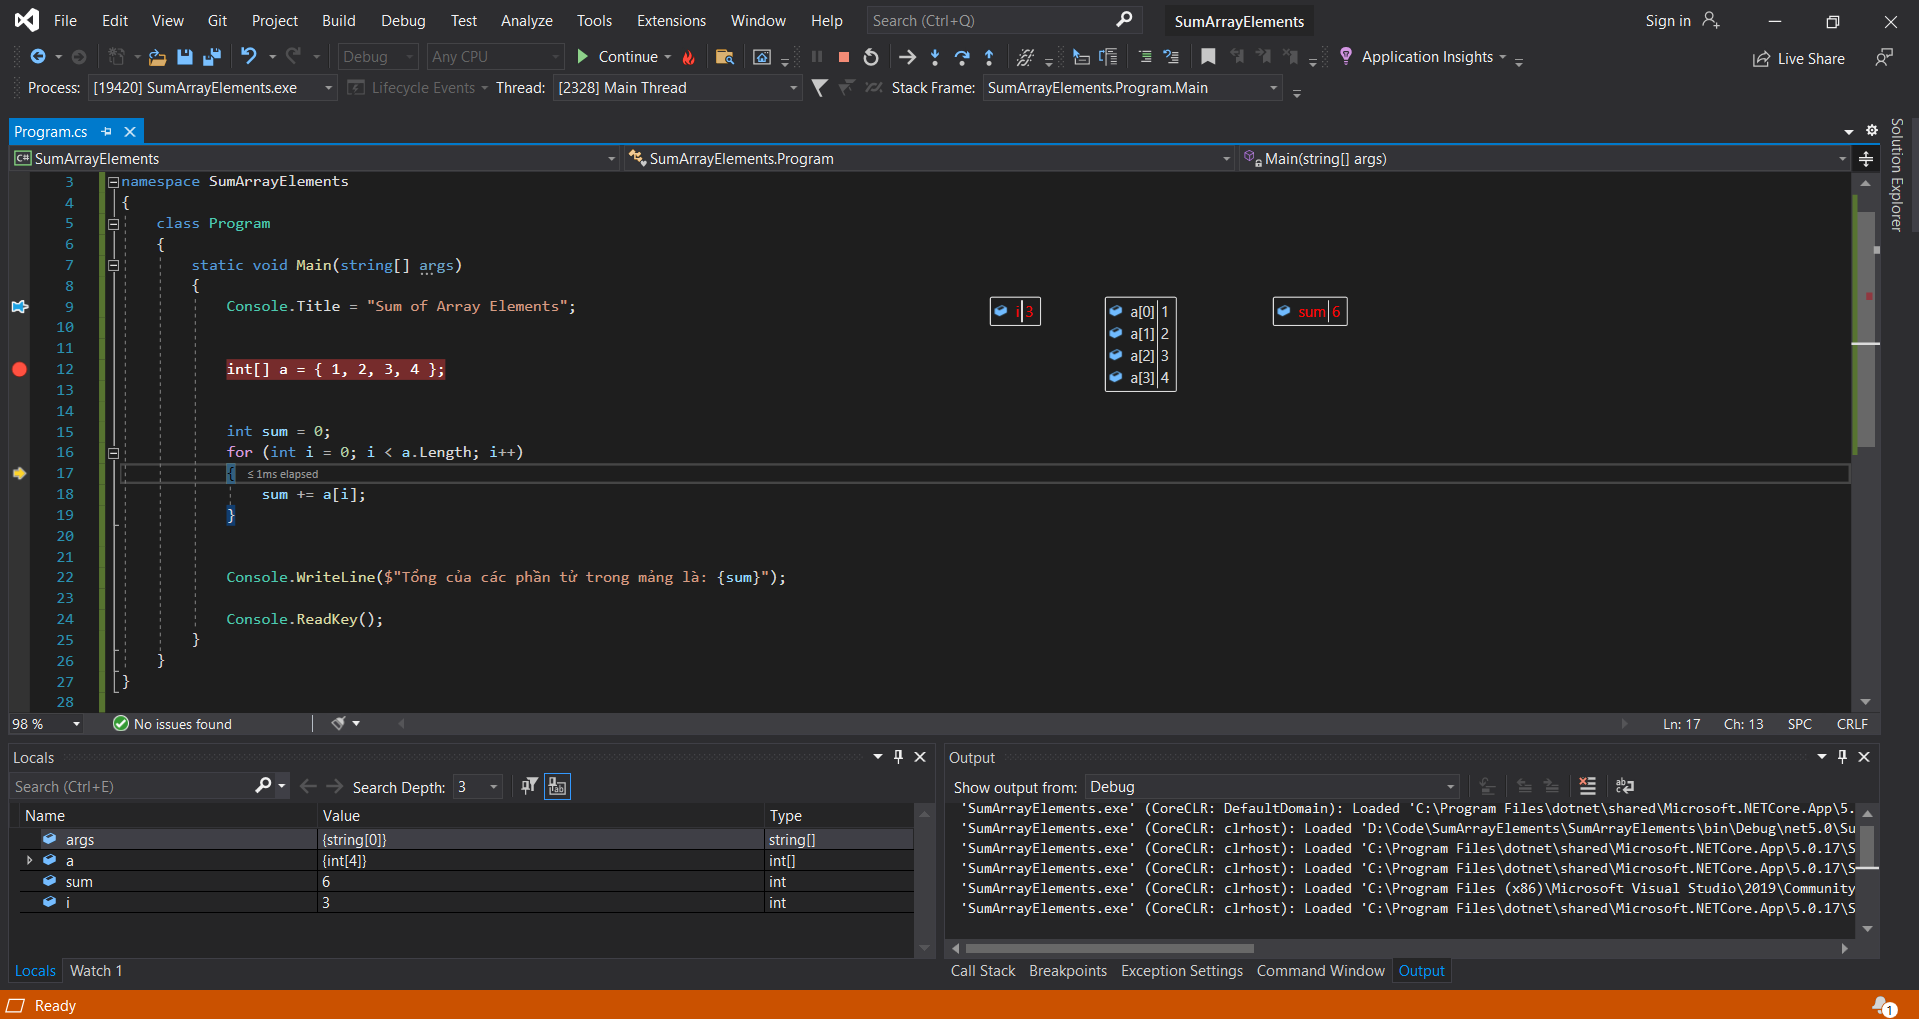 File Edit View Git Project Build Debug Test Analyze Tools Extensions Window Help Search (Ctrl+Q) SumArrayElements Sign in
Debug Any CPU Continue Application Insights Live Share
Process: [19420] SumArrayElements.exe Lifecycle Events Thread: [2328] Main Thread Stack Frame: SumArrayElements.Program.Main
Program.cs
Solution Explorer
C# SumArrayElements SumArrayElements.Program Main(string[] args)
3 namespace SumArrayElements
4 {
5 class Program
6 {
7 static void Main(string[] args)
8 {
9 Console.Title = "Sum of Array Elements";
10
11
12 int[] a = { 1, 2, 3, 4 };
13
14
15 int sum = 0;
16 for (int i = 0; i < a.Length; i++)
17 { ≤ 1ms elapsed
18 sum += a[i];
19 }
20
21
22 Console.WriteLine($"Tổng của các phần tử trong mảng là: {sum}");
23
24 Console.ReadKey();
25 }
26 }
27 }
28
i 3
a[0] 1
a[1] 2
a[2] 3
a[3] 4
sum 6
98 % No issues found Ln: 17 Ch: 13 SPC CRLF
Locals
Search (Ctrl+E) Search Depth: 3
Name Value Type
args {string[0]} string[]
a {int[4]} int[]
sum 6 int
i 3 int
Locals Watch 1
Output
Show output from: Debug
'SumArrayElements.exe' (CoreCLR: DefaultDomain): Loaded 'C:\Program Files\dotnet\shared\Microsoft.NETCore.App\5.
'SumArrayElements.exe' (CoreCLR: clrhost): Loaded 'D:\Code\SumArrayElements\SumArrayElements\bin\Debug\net5.0\Su
'SumArrayElements.exe' (CoreCLR: clrhost): Loaded 'C:\Program Files\dotnet\shared\Microsoft.NETCore.App\5.0.17\S
'SumArrayElements.exe' (CoreCLR: clrhost): Loaded 'C:\Program Files\dotnet\shared\Microsoft.NETCore.App\5.0.17\S
'SumArrayElements.exe' (CoreCLR: clrhost): Loaded 'C:\Program Files (x86)\Microsoft Visual Studio\2019\Community
'SumArrayElements.exe' (CoreCLR: clrhost): Loaded 'C:\Program Files\dotnet\shared\Microsoft.NETCore.App\5.0.17\S
Call Stack Breakpoints Exception Settings Command Window Output
Ready 1